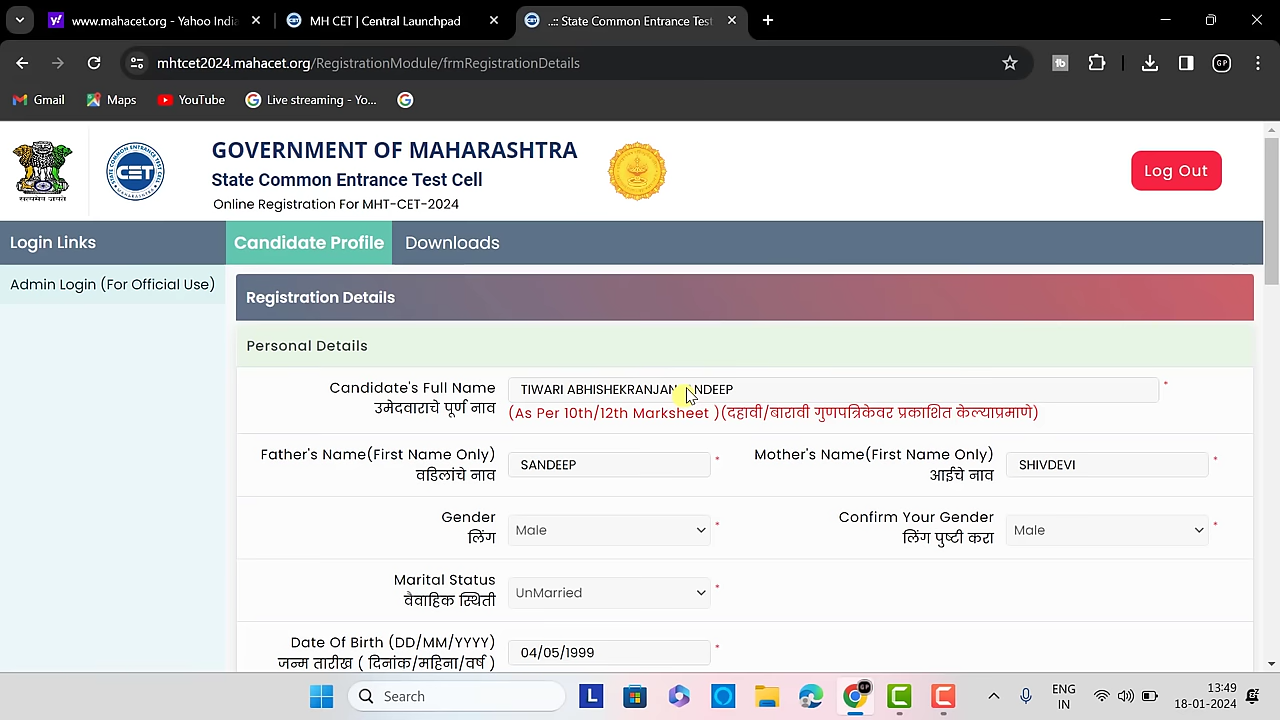 www.mahacet.org - Yahoo India
MH CET | Central Launchpad
..:: State Common Entrance Test
mhtcet2024.mahacet.org/RegistrationModule/frmRegistrationDetails
Gmail
Maps
YouTube
Live streaming - Yo...
GOVERNMENT OF MAHARASHTRA
State Common Entrance Test Cell
Online Registration For MHT-CET-2024
CET
सत्यमेव जयते
Log Out
Login Links
Candidate Profile
Downloads
Admin Login (For Official Use)
Registration Details
Personal Details
Candidate's Full Name
उमेदवाराचे पूर्ण नाव
TIWARI ABHISHEKRANJAN SANDEEP *
(As Per 10th/12th Marksheet )(दहावी/बारावी गुणपत्रिकेवर प्रकाशित केल्याप्रमाणे)
Father's Name(First Name Only)
वडिलांचे नाव
SANDEEP *
Mother's Name(First Name Only)
आईचे नाव
SHIVDEVI *
Gender
लिंग
Male *
Confirm Your Gender
लिंग पुष्टी करा
Male *
Marital Status
वैवाहिक स्थिती
UnMarried *
Date Of Birth (DD/MM/YYYY)
जन्म तारीख ( दिनांक/महिना/वर्ष )
04/05/1999 *
Search
ENG
IN
13:49
18-01-2024